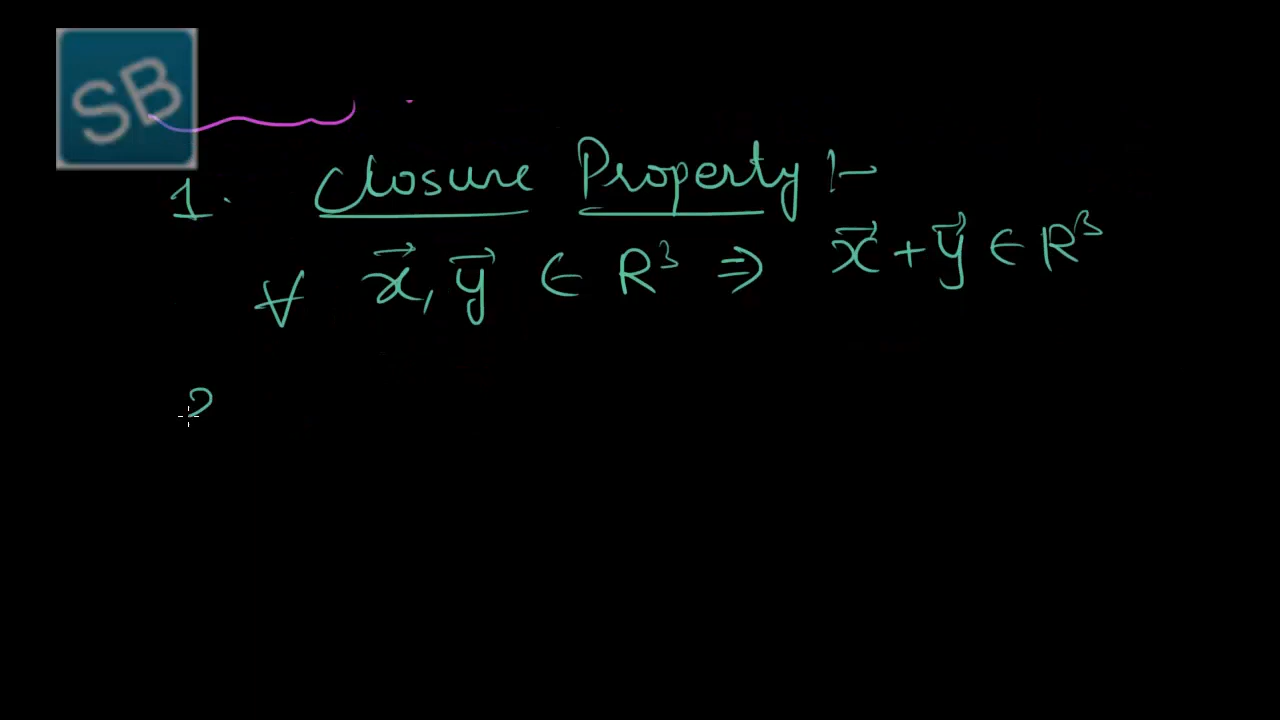 SB
1. Closure Property :-
∀ x⃗, y⃗ ∈ R³ ⇒ x⃗ + y⃗ ∈ R³
2